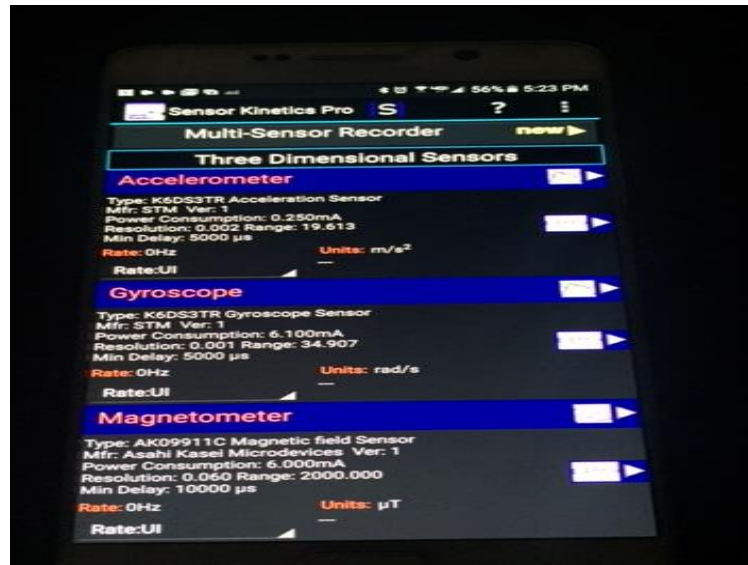 56% 5:23 PM
Sensor Kinetics Pro S ? ⋮
Multi-Sensor Recorder new
Three Dimensional Sensors
Accelerometer
Type: K6DS3TR Acceleration Sensor
Mfr: STM Ver: 1
Power Consumption: 0.250mA
Resolution: 0.002 Range: 19.613
Min Delay: 5000 µs
Rate: 0Hz Units: m/s²
Rate:UI
Gyroscope
Type: K6DS3TR Gyroscope Sensor
Mfr: STM Ver: 1
Power Consumption: 6.100mA
Resolution: 0.001 Range: 34.907
Min Delay: 5000 µs
Rate: 0Hz Units: rad/s
Rate:UI
Magnetometer
Type: AK09911C Magnetic field Sensor
Mfr: Asahi Kasei Microdevices Ver: 1
Power Consumption: 6.000mA
Resolution: 0.060 Range: 2000.000
Min Delay: 10000 µs
Rate: 0Hz Units: µT
Rate:UI